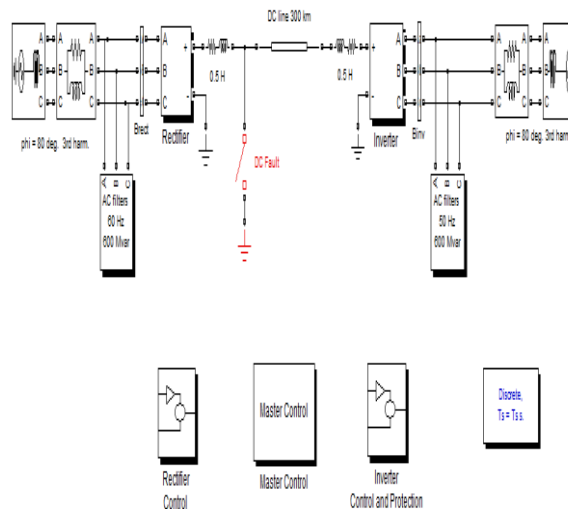 DC line 300 km
A
A
A
A
+
+
A
A
A
A
B
B
B
B
0.5 H
0.5 H
B
B
B
B
C
C
C
C
-
-
C
C
C
C
phi = 80 deg. 3rd harm.
Brect
Rectifier
Inverter
Binv
phi = 80 deg. 3rd harm.
DC Fault
A B C
AC filters
60 Hz
600 Mvar
A B C
AC filters
50 Hz
600 Mvar
Master Control
Discrete,
Ts = Ts s.
Rectifier
Control
Master Control
Inverter
Control and Protection